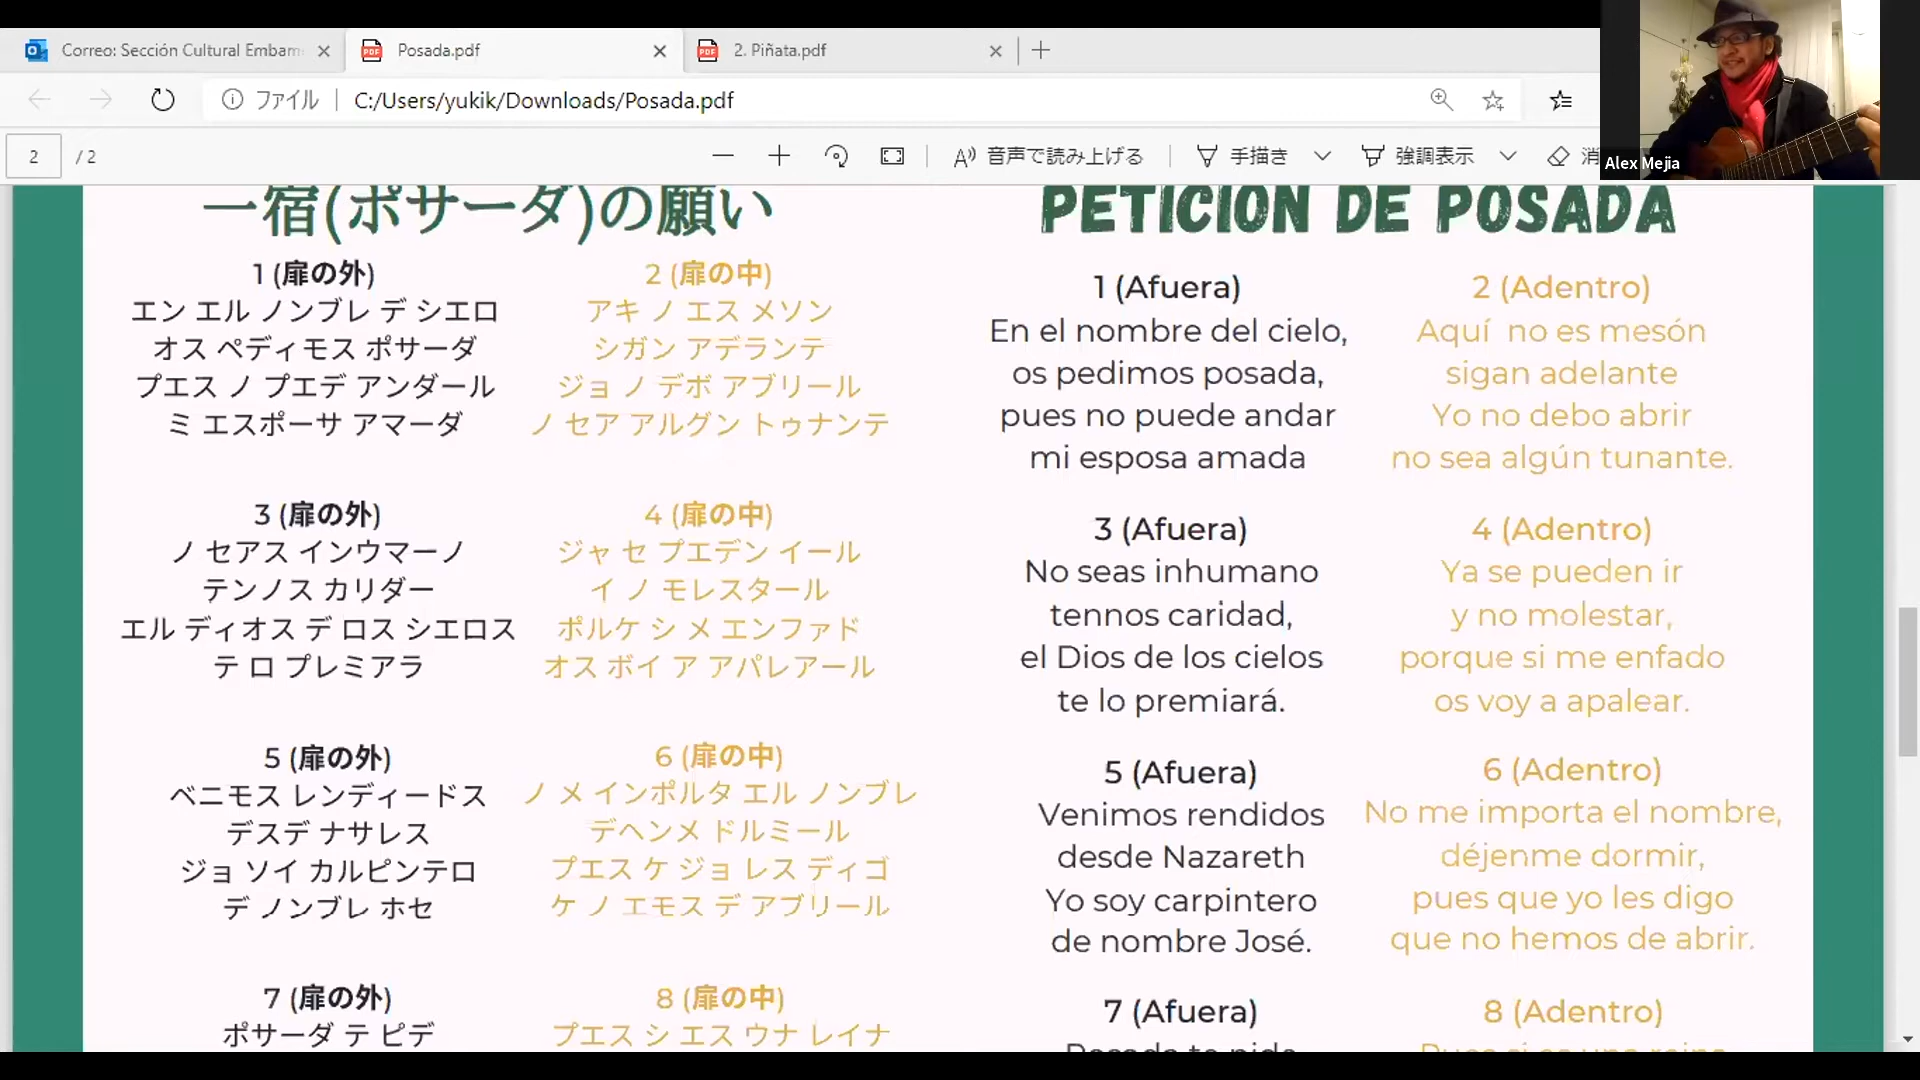 Correo: Sección Cultural Embam
Posada.pdf
2. Piñata.pdf
ファイル
C:/Users/yukik/Downloads/Posada.pdf
2 / 2
音声で読み上げる
手描き
強調表示
消
Alex Mejia
一宿(ポサーダ)の願い
1 (扉の外)
エン エル ノンブレ デ シエロ
オス ペディモス ポサーダ
プエス ノ プエデ アンダール
ミ エスポーサ アマーダ
2 (扉の中)
アキ ノ エス メソン
シガン アデランテ
ジョ ノ デボ アブリール
ノ セア アルグン トゥナンテ
3 (扉の外)
ノ セアス インウマーノ
テンノス カリダー
エル ディオス デ ロス シエロス
テ ロ プレミアラ
4 (扉の中)
ジャ セ プエデン イール
イ ノ モレスタール
ポルケ シ メ エンファド
オス ボイ ア アパレアール
5 (扉の外)
ベニモス レンディードス
デスデ ナサレス
ジョ ソイ カルピンテロ
デ ノンブレ ホセ
6 (扉の中)
ノ メ インポルタ エル ノンブレ
デヘンメ ドルミール
プエス ケ ジョ レス ディゴ
ケ ノ エモス デ アブリール
7 (扉の外)
ポサーダ テ ピデ
8 (扉の中)
プエス シ エス ウナ レイナ
PETICION DE POSADA
1 (Afuera)
En el nombre del cielo,
os pedimos posada,
pues no puede andar
mi esposa amada
2 (Adentro)
Aquí no es mesón
sigan adelante
Yo no debo abrir
no sea algún tunante.
3 (Afuera)
No seas inhumano
tennos caridad,
el Dios de los cielos
te lo premiará.
4 (Adentro)
Ya se pueden ir
y no molestar,
porque si me enfado
os voy a apalear.
5 (Afuera)
Venimos rendidos
desde Nazareth
Yo soy carpintero
de nombre José.
6 (Adentro)
No me importa el nombre,
déjenme dormir,
pues que yo les digo
que no hemos de abrir.
7 (Afuera)
Posada te pide
8 (Adentro)
Pues si es una reina